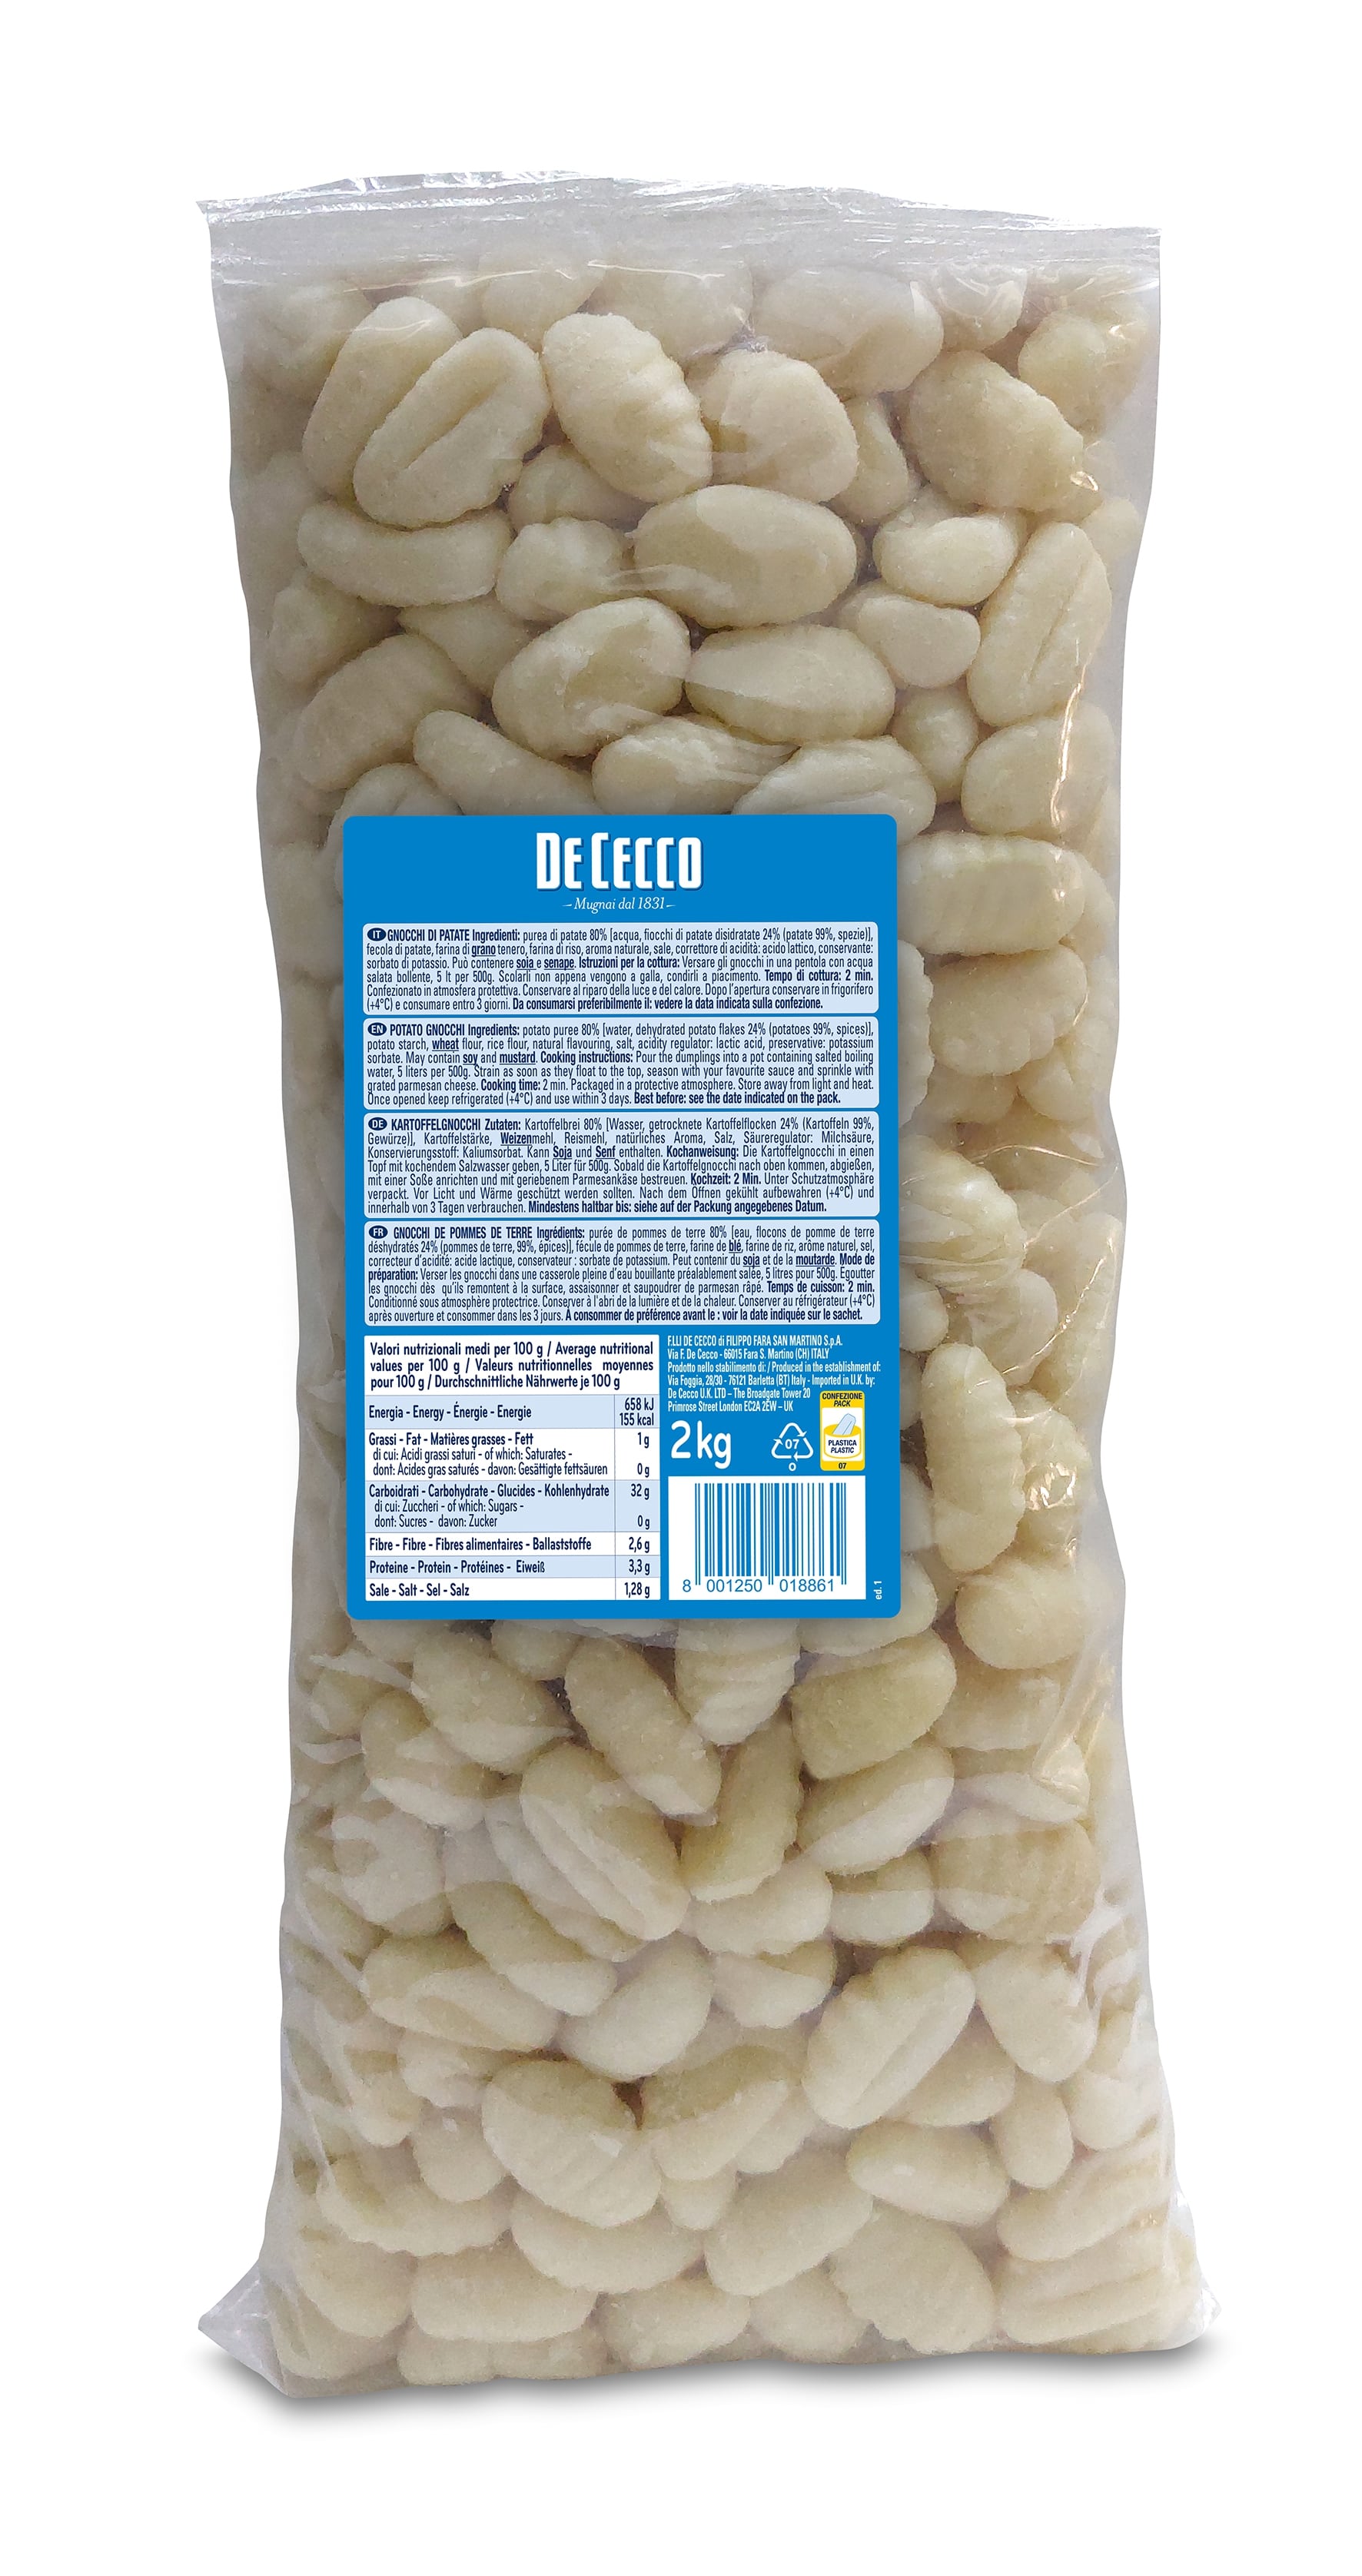 DE CECCO
Mugnai dal 1831
IT GNOCCHI DI PATATE Ingredienti: purea di patate 80% [acqua, fiocchi di patate disidratate 24% (patate 99%, spezie)],
fecola di patate, farina di grano tenero, farina di riso, aroma naturale, sale, correttore di acidità: acido lattico, conservante:
sorbato di potassio. Può contenere soia e senape. Istruzioni per la cottura: Versare gli gnocchi in una pentola con acqua
salata bollente, 5 lt per 500g. Scolarli non appena vengono a galla, condirli a piacimento. Tempo di cottura: 2 min.
Confezionato in atmosfera protettiva. Conservare al riparo della luce e del calore. Dopo l'apertura conservare in frigorifero
(+4°C) e consumare entro 3 giorni. Da consumarsi preferibilmente il: vedere la data indicata sulla confezione.
EN POTATO GNOCCHI Ingredients: potato puree 80% [water, dehydrated potato flakes 24% (potatoes 99%, spices)],
potato starch, wheat flour, rice flour, natural flavouring, salt, acidity regulator: lactic acid, preservative: potassium
sorbate. May contain soy and mustard. Cooking instructions: Pour the dumplings into a pot containing salted boiling
water, 5 liters per 500g. Strain as soon as they float to the top, season with your favourite sauce and sprinkle with
grated parmesan cheese. Cooking time: 2 min. Packaged in a protective atmosphere. Store away from light and heat.
Once opened keep refrigerated (+4°C) and use within 3 days. Best before: see the date indicated on the pack.
DE KARTOFFELGNOCCHI Zutaten: Kartoffelbrei 80% [Wasser, getrocknete Kartoffelflocken 24% (Kartoffeln 99%,
Gewürze)], Kartoffelstärke, Weizenmehl, Reismehl, natürliches Aroma, Salz, Säureregulator: Milchsäure,
Konservierungsstoff: Kaliumsorbat. Kann Soja und Senf enthalten. Kochanweisung: Die Kartoffelgnocchi in einen
Topf mit kochendem Salzwasser geben, 5 Liter für 500g. Sobald die Kartoffelgnocchi nach oben kommen, abgießen,
mit einer Soße anrichten und mit geriebenem Parmesankäse bestreuen. Kochzeit: 2 Min. Unter Schutzatmosphäre
verpackt. Vor Licht und Wärme geschützt werden sollten. Nach dem Öffnen gekühlt aufbewahren (+4°C) und
innerhalb von 3 Tagen verbrauchen. Mindestens haltbar bis: siehe auf der Packung angegebenes Datum.
FR GNOCCHI DE POMMES DE TERRE Ingrédients: purée de pommes de terre 80% [eau, flocons de pomme de terre
déshydratés 24% (pommes de terre, 99%, épices)], fécule de pommes de terre, farine de blé, farine de riz, arôme naturel, sel,
correcteur d'acidité: acide lactique, conservateur : sorbate de potassium. Peut contenir du soja et de la moutarde. Mode de
préparation: Verser les gnocchi dans une casserole pleine d'eau bouillante préalablement salée, 5 litres pour 500g. Egoutter
les gnocchi dès qu'ils remontent à la surface, assaisonner et saupoudrer de parmesan râpé. Temps de cuisson: 2 min.
Conditionné sous atmosphère protectrice. Conserver à l'abri de la lumière et de la chaleur. Conserver au réfrigérateur (+4°C)
après ouverture et consommer dans les 3 jours. À consommer de préférence avant le : voir la date indiquée sur le sachet.
Valori nutrizionali medi per 100 g / Average nutritional
values per 100 g / Valeurs nutritionnelles moyennes
pour 100 g / Durchschnittliche Nährwerte je 100 g
Energia - Energy - Énergie - Energie 658 kJ
155 kcal
Grassi - Fat - Matières grasses - Fett 1 g
di cui: Acidi grassi saturi - of which: Saturates -
dont: Acides gras saturés - davon: Gesättigte fettsäuren 0 g
Carboidrati - Carbohydrate - Glucides - Kohlenhydrate 32 g
di cui: Zuccheri - of which: Sugars -
dont: Sucres - davon: Zucker 0 g
Fibre - Fibre - Fibres alimentaires - Ballaststoffe 2,6 g
Proteine - Protein - Protéines - Eiweiß 3,3 g
Sale - Salt - Sel - Salz 1,28 g
F.LLI DE CECCO di FILIPPO FARA SAN MARTINO S.p.A.
Via F. De Cecco - 66015 Fara S. Martino (CH) ITALY
Prodotto nello stabilimento di: / Produced in the establishment of:
Via Foggia, 28/30 - 76121 Barletta (BT) Italy - Imported in U.K. by:
De Cecco U.K. LTD – The Broadgate Tower 20
Primrose Street London EC2A 2EW – UK
2 kg
07
O
CONFEZIONE
PACK
PLASTICA
PLASTIC
07
8 001250 018861
ed. 1